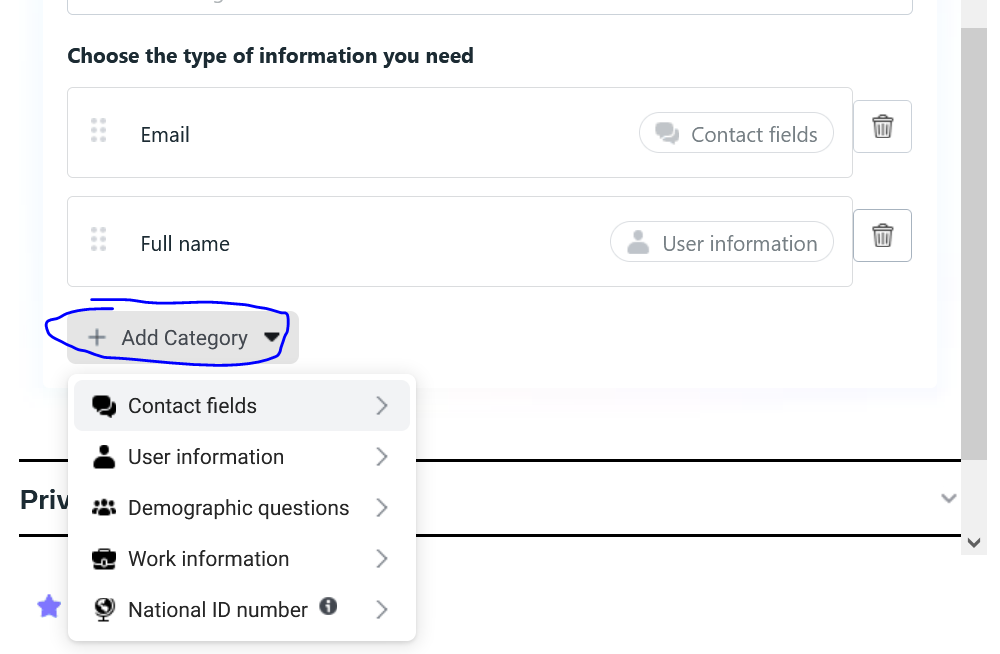 Choose the type of information you need
Email
Contact fields
Full name
User information
Add Category
Contact fields
User information
Demographic questions
Work information
National ID number